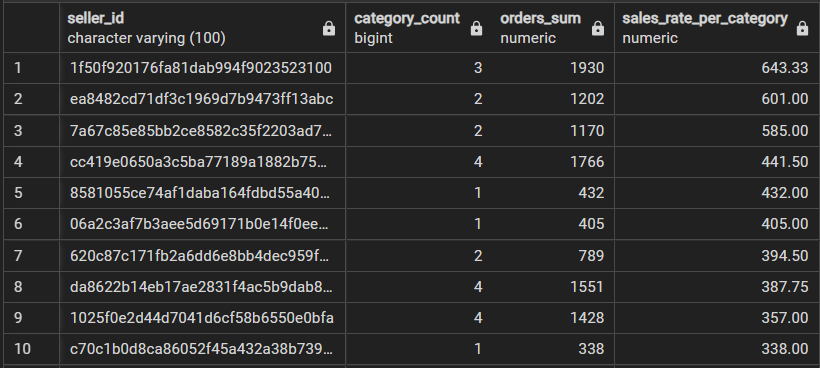 seller_id category_count orders_sum sales_rate_per_category
character varying (100) bigint numeric numeric
1 1f50f920176fa81dab994f9023523100 3 1930 643.33
2 ea8482cd71df3c1969d7b9473ff13abc 2 1202 601.00
3 7a67c85e85bb2ce8582c35f2203ad7... 2 1170 585.00
4 cc419e0650a3c5ba77189a1882b75... 4 1766 441.50
5 8581055ce74af1daba164fdbd55a40... 1 432 432.00
6 06a2c3af7b3aee5d69171b0e14f0ee... 1 405 405.00
7 620c87c171fb2a6dd6e8bb4dec959f... 2 789 394.50
8 da8622b14eb17ae2831f4ac5b9dab8... 4 1551 387.75
9 1025f0e2d44d7041d6cf58b6550e0bfa 4 1428 357.00
10 c70c1b0d8ca86052f45a432a38b739... 1 338 338.00